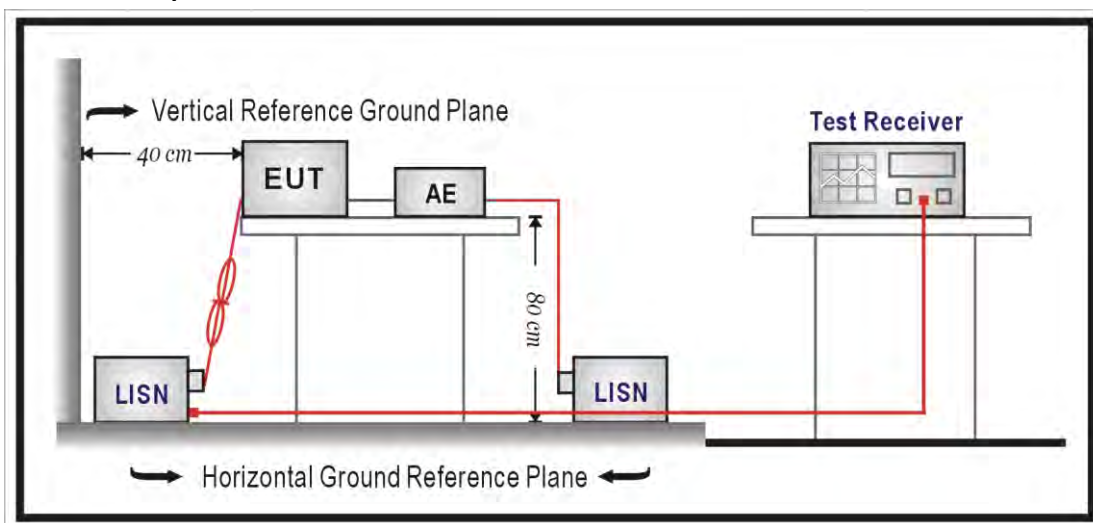 Vertical Reference Ground Plane
Test Receiver
40 cm
EUT
AE
80 cm
LISN
LISN
Horizontal Ground Reference Plane